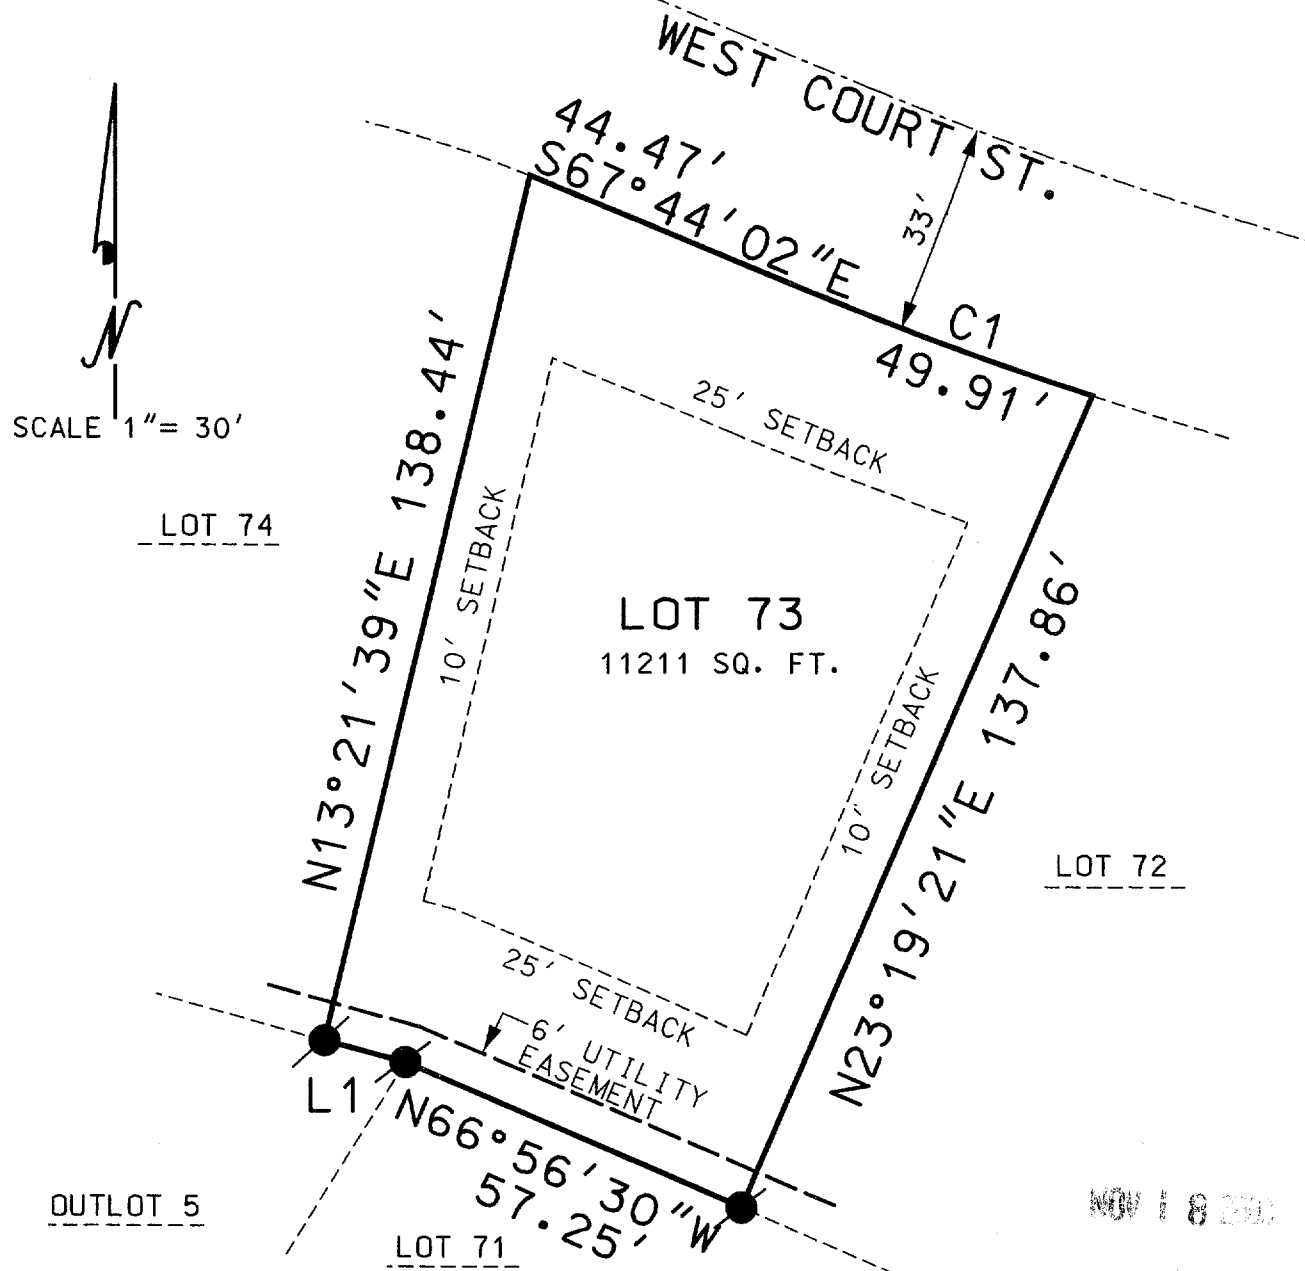 WEST COURT ST.
44.47'
S67°44'02"E
33'
C1
49.91'
N
SCALE 1"= 30'
25' SETBACK
N13°21'39"E 138.44'
10' SETBACK
LOT 74
LOT 73
11211 SQ. FT.
10' SETBACK
N23°19'21"E 137.86'
LOT 72
25' SETBACK
6' UTILITY
EASEMENT
L1
N66°56'30"W
57.25'
OUTLOT 5
LOT 71
NOV 18